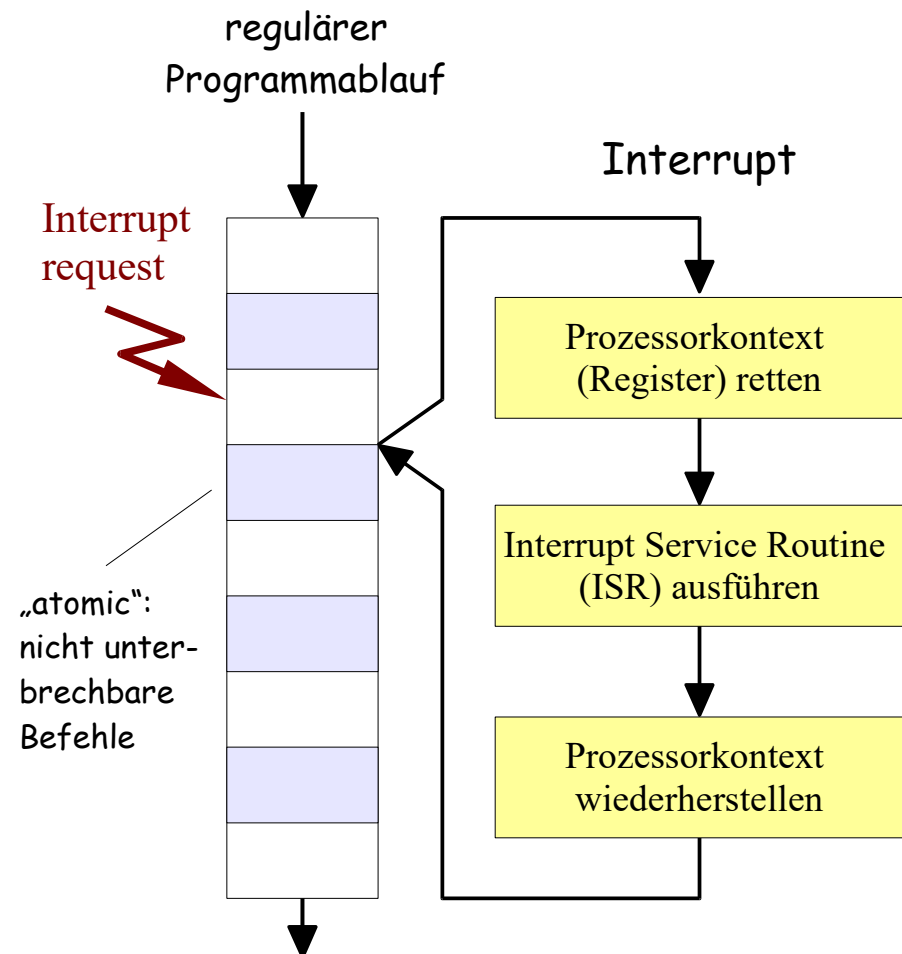 regulärer
Programmablauf
Interrupt
Interrupt
request
Prozessorkontext
(Register) retten
Interrupt Service Routine
(ISR) ausführen
„atomic“:
nicht unter-
brechbare
Befehle
Prozessorkontext
wiederherstellen